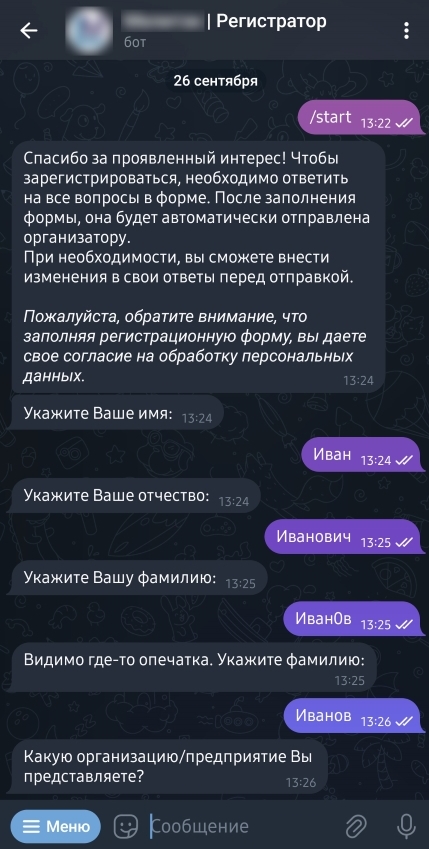 | Регистратор
бот
26 сентября
/start 13:22
Спасибо за проявленный интерес! Чтобы
зарегистрироваться, необходимо ответить
на все вопросы в форме. После заполнения
формы, она будет автоматически отправлена
организатору.
При необходимости, вы сможете внести
изменения в свои ответы перед отправкой.
Пожалуйста, обратите внимание, что
заполняя регистрационную форму, вы даете
свое согласие на обработку персональных
данных. 13:24
Укажите Ваше имя: 13:24
Иван 13:24
Укажите Ваше отчество: 13:24
Иванович 13:25
Укажите Вашу фамилию: 13:25
Иван0в 13:25
Видимо где-то опечатка. Укажите фамилию:
13:25
Иванов 13:26
Какую организацию/предприятие Вы
представляете? 13:26
Меню Сообщение